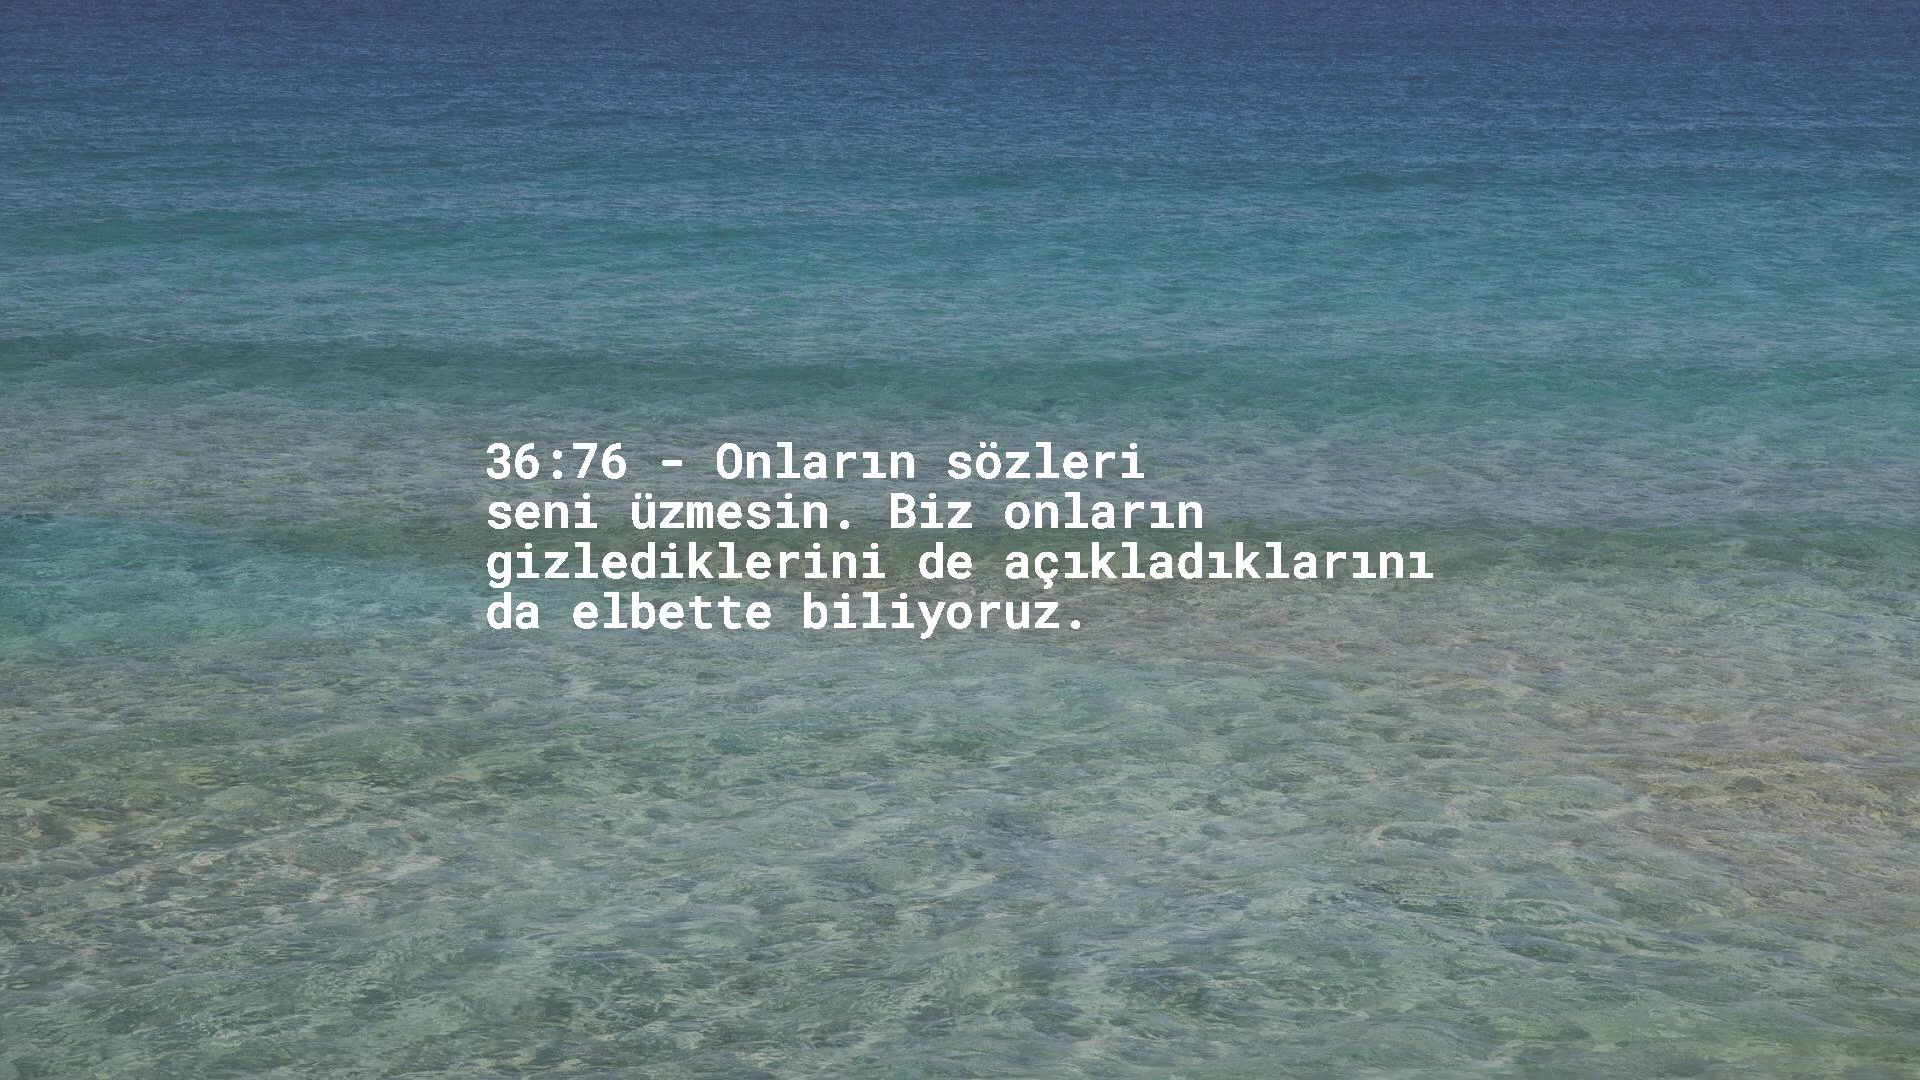 36:76 - Onların sözleri
seni üzmesin. Biz onların
gizlediklerini de açıkladıklarını
da elbette biliyoruz.